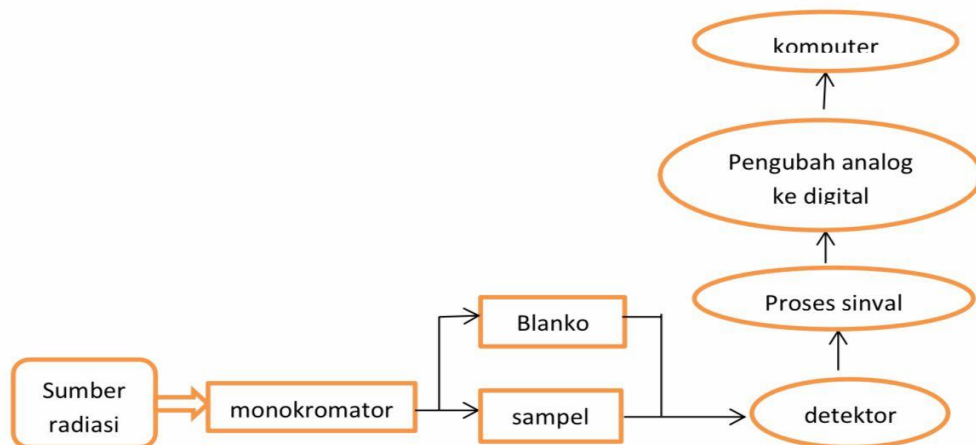 komputer
Pengubah analog
ke digital
Proses sinval
Blanko
Sumber
radiasi
monokromator
sampel
detektor